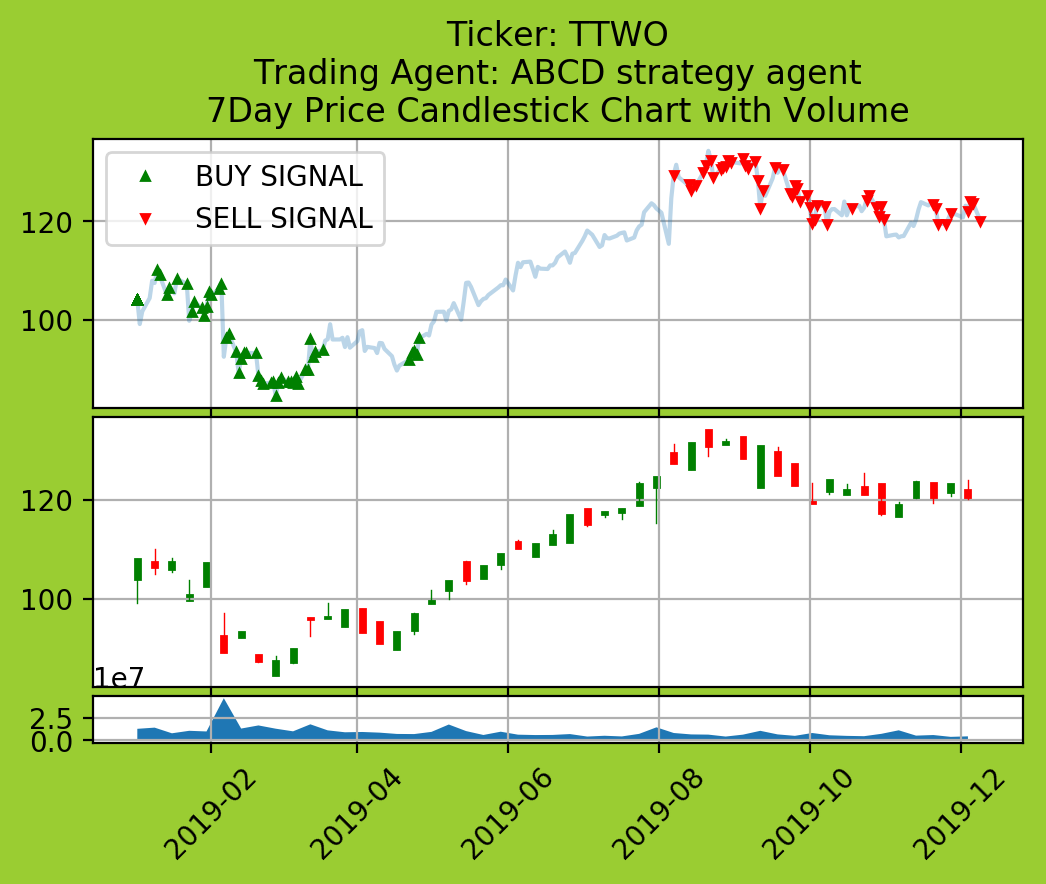 Ticker: TTWO
Trading Agent: ABCD strategy agent
7Day Price Candlestick Chart with Volume
BUY SIGNAL
SELL SIGNAL
120
100
120
100
1e7
2.5
0.0
2019-02
2019-04
2019-06
2019-08
2019-10
2019-12